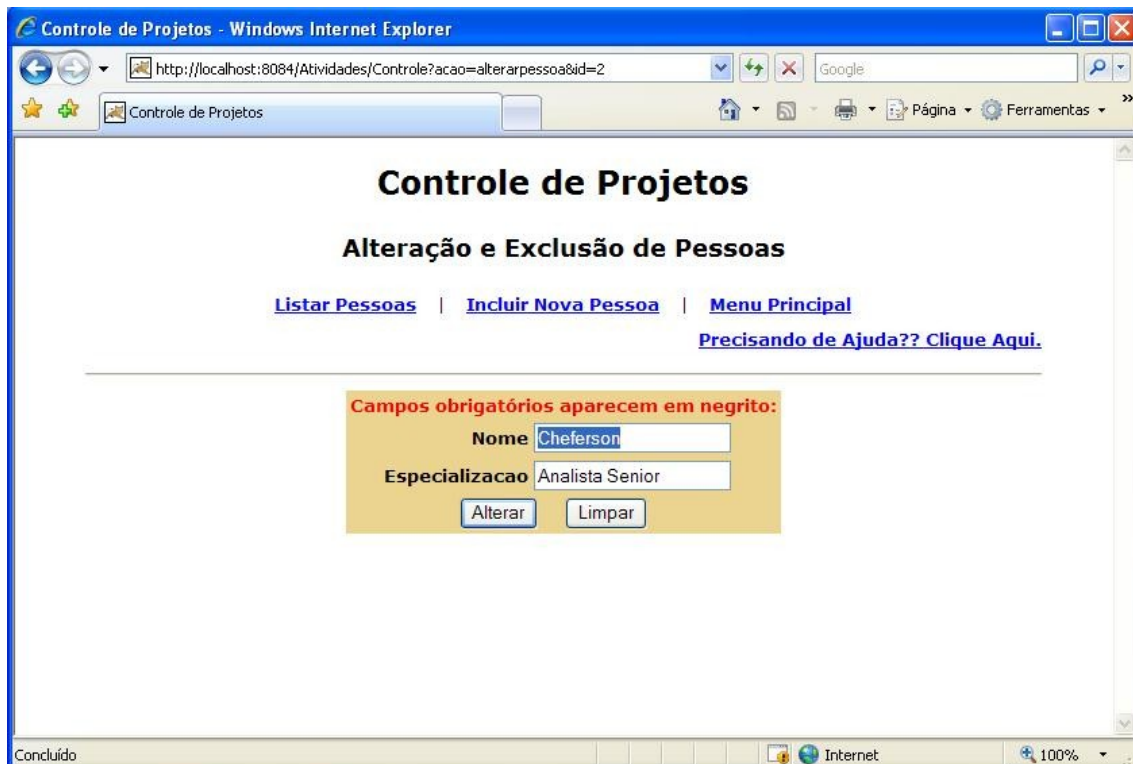 Controle de Projetos - Windows Internet Explorer
http://localhost:8084/Atividades/Controle?acao=alterarpessoa&id=2
Google
Controle de Projetos
Página
Ferramentas
»
Controle de Projetos
Alteração e Exclusão de Pessoas
Listar Pessoas | Incluir Nova Pessoa | Menu Principal
Precisando de Ajuda?? Clique Aqui.
Campos obrigatórios aparecem em negrito:
Nome Cheferson
Especializacao Analista Senior
Alterar Limpar
Concluído Internet 100%